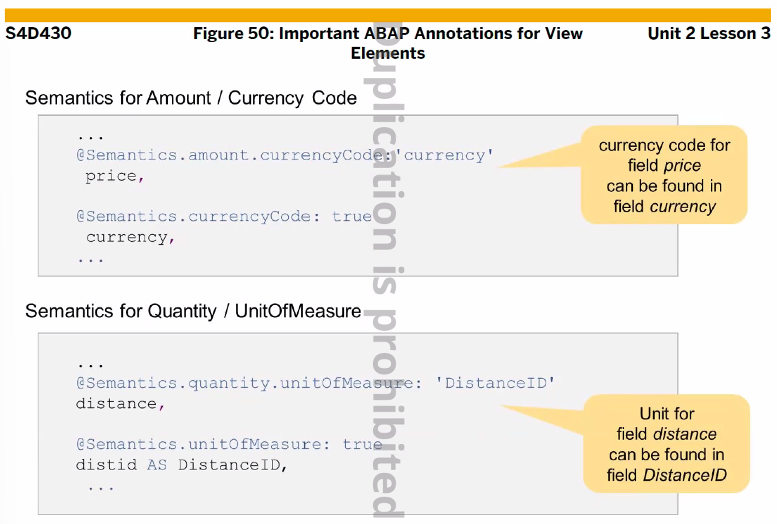 S4D430
Figure 50: Important ABAP Annotations for View
Elements
Unit 2 Lesson 3
Semantics for Amount / Currency Code
...
@Semantics.amount.currencyCode:'currency'
price,
@Semantics.currencyCode: true
currency,
...
currency code for
field price
can be found in
field currency
Semantics for Quantity / UnitOfMeasure
...
@Semantics.quantity.unitOfMeasure: 'DistanceID'
distance,
@Semantics.unitOfMeasure: true
distid AS DistanceID,
...
Unit for
field distance
can be found in
field DistanceID
Duplication is prohibited